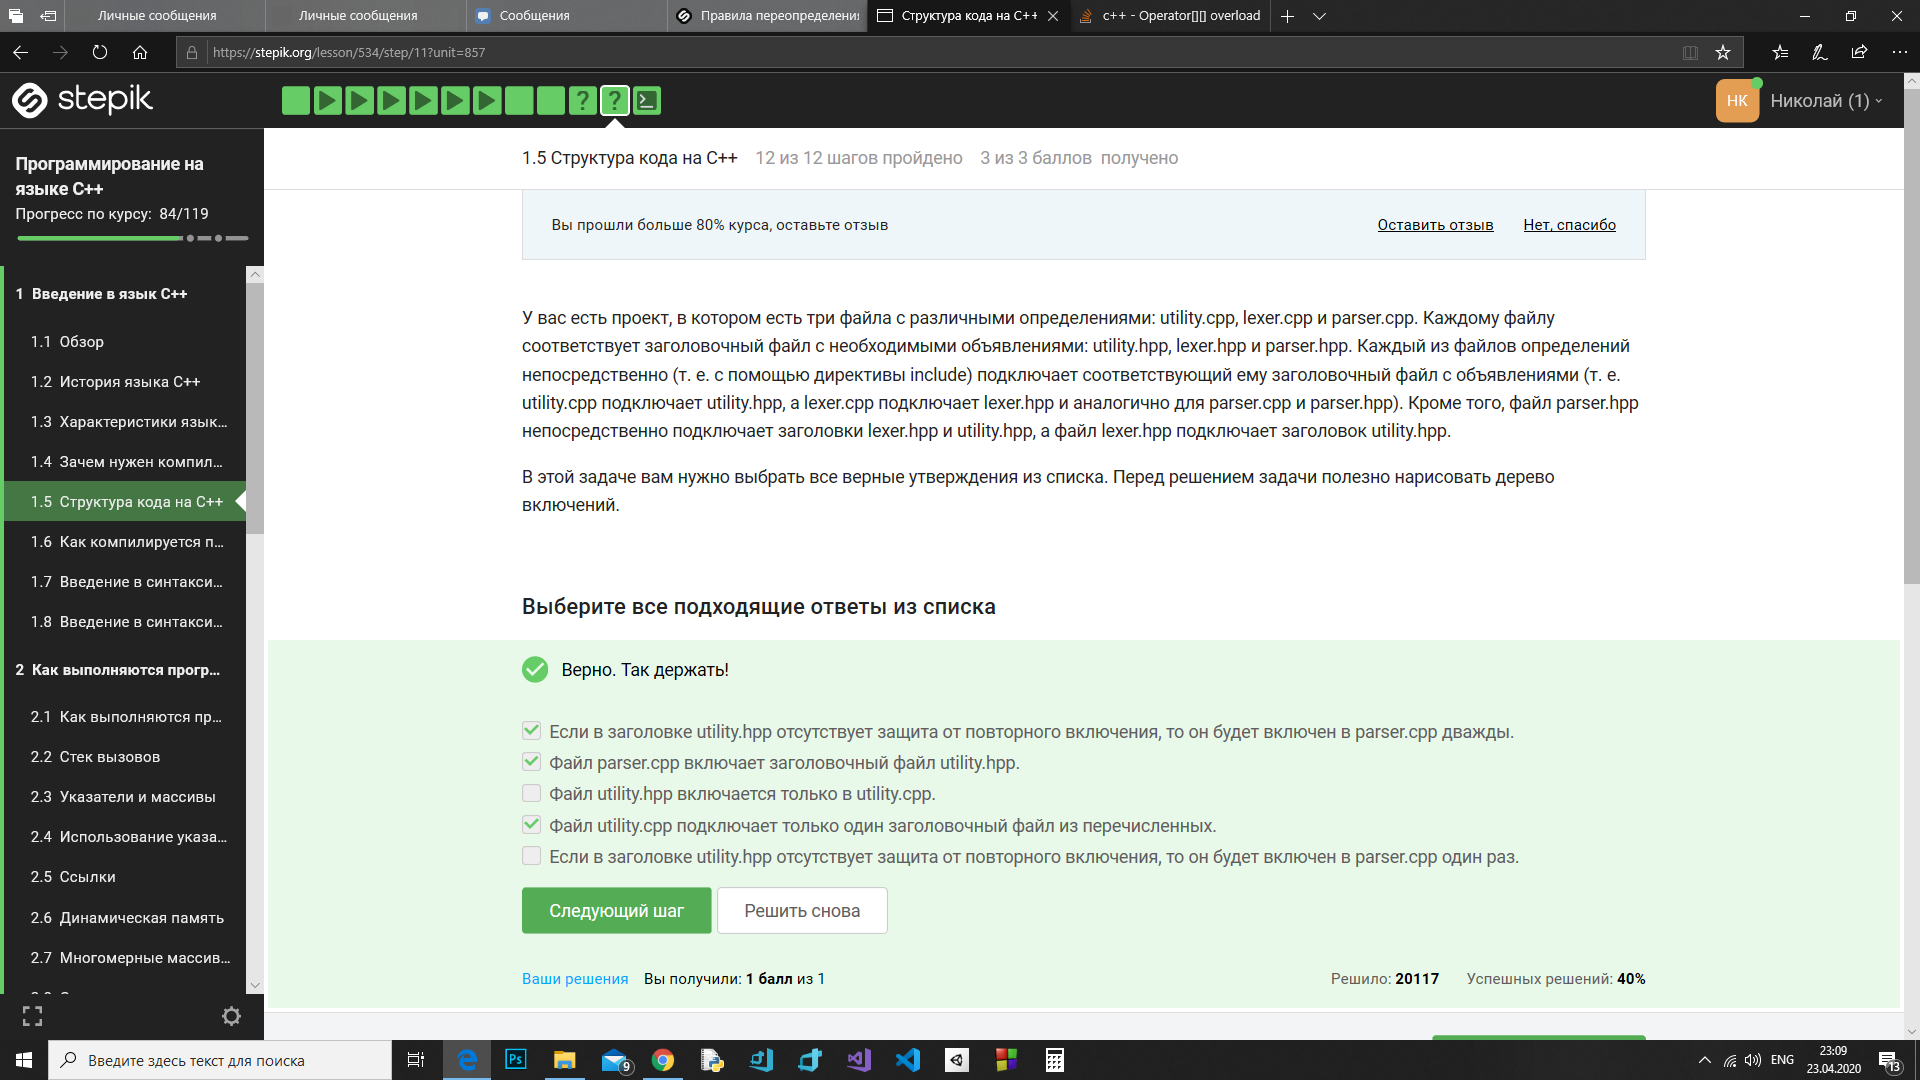 Личные сообщения
Личные сообщения
Сообщения
Правила переопределения
Структура кода на C++
c++ - Operator[][] overload
https://stepik.org/lesson/534/step/11?unit=857
stepik
? ?
НК
Николай (1)
Программирование на
языке C++
Прогресс по курсу: 84/119
1 Введение в язык C++
1.1 Обзор
1.2 История языка C++
1.3 Характеристики язык...
1.4 Зачем нужен компил...
1.5 Структура кода на C++
1.6 Как компилируется п...
1.7 Введение в синтакси...
1.8 Введение в синтакси...
2 Как выполняются прогр...
2.1 Как выполняются пр...
2.2 Стек вызовов
2.3 Указатели и массивы
2.4 Использование указа...
2.5 Ссылки
2.6 Динамическая память
2.7 Многомерные массив...
1.5 Структура кода на C++ 12 из 12 шагов пройдено 3 из 3 баллов получено
Вы прошли больше 80% курса, оставьте отзыв
Оставить отзыв
Нет, спасибо
У вас есть проект, в котором есть три файла с различными определениями: utility.cpp, lexer.cpp и parser.cpp. Каждому файлу
соответствует заголовочный файл с необходимыми объявлениями: utility.hpp, lexer.hpp и parser.hpp. Каждый из файлов определений
непосредственно (т. е. с помощью директивы include) подключает соответствующий ему заголовочный файл с объявлениями (т. е.
utility.cpp подключает utility.hpp, а lexer.cpp подключает lexer.hpp и аналогично для parser.cpp и parser.hpp). Кроме того, файл parser.hpp
непосредственно подключает заголовки lexer.hpp и utility.hpp, а файл lexer.hpp подключает заголовок utility.hpp.
В этой задаче вам нужно выбрать все верные утверждения из списка. Перед решением задачи полезно нарисовать дерево
включений.
Выберите все подходящие ответы из списка
Верно. Так держать!
Если в заголовке utility.hpp отсутствует защита от повторного включения, то он будет включен в parser.cpp дважды.
Файл parser.cpp включает заголовочный файл utility.hpp.
Файл utility.hpp включается только в utility.cpp.
Файл utility.cpp подключает только один заголовочный файл из перечисленных.
Если в заголовке utility.hpp отсутствует защита от повторного включения, то он будет включен в parser.cpp один раз.
Следующий шаг
Решить снова
Ваши решения Вы получили: 1 балл из 1
Решило: 20117 Успешных решений: 40%
Введите здесь текст для поиска
Ps
9
ENG
23:09
23.04.2020
13